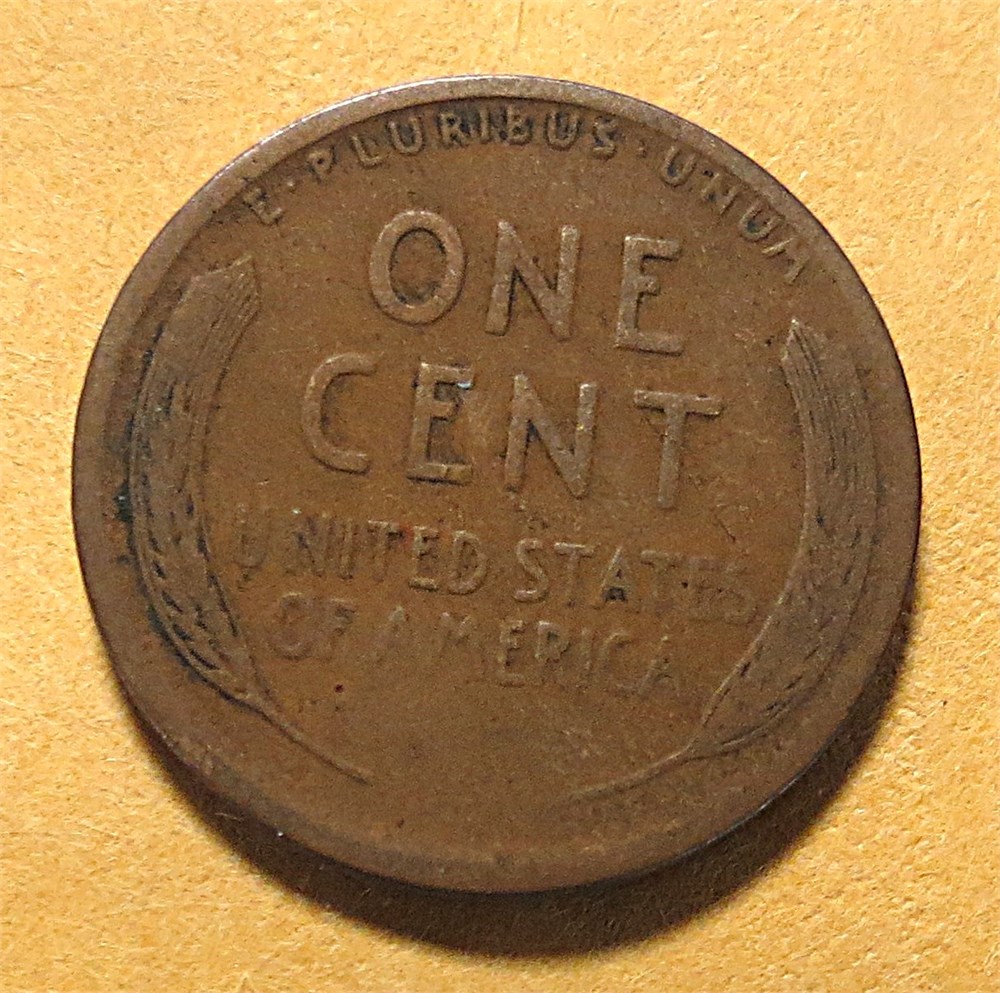 E · PLURIBUS · UNUM
ONE
CENT
UNITED STATES
OF AMERICA